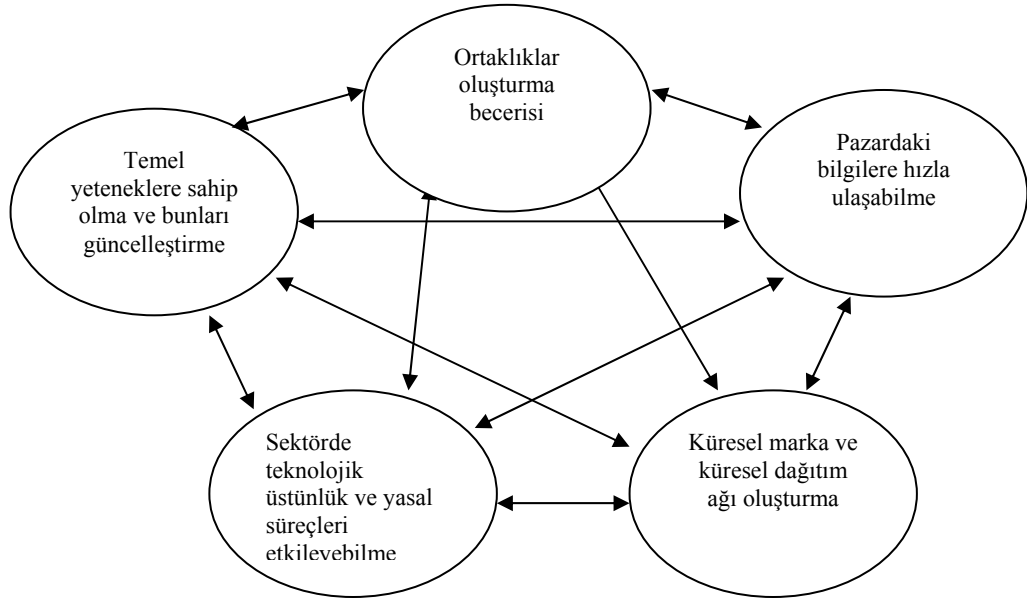 Ortaklıklar
oluşturma
becerisi
Temel
yeteneklere sahip
olma ve bunları
güncelleştirme
Pazardaki
bilgilere hızla
ulaşabilme
Sektörde
teknolojik
üstünlük ve yasal
süreçleri
etkileyebilme
Küresel marka ve
küresel dağıtım
ağı oluşturma